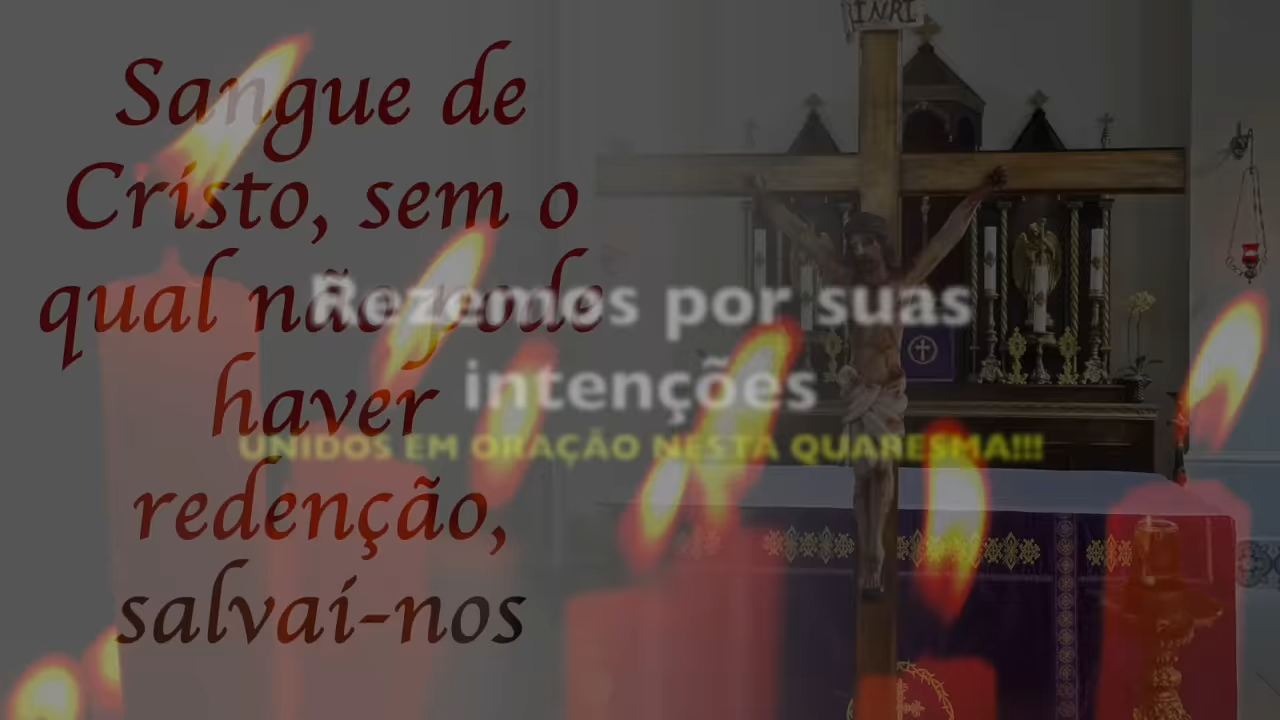 INRI
Sangue de
Cristo, sem o
qual não pode
haver
redenção,
salvai-nos
Rezemos por suas
intenções
UNIDOS EM ORAÇÃO NESTA QUARESMA!!!